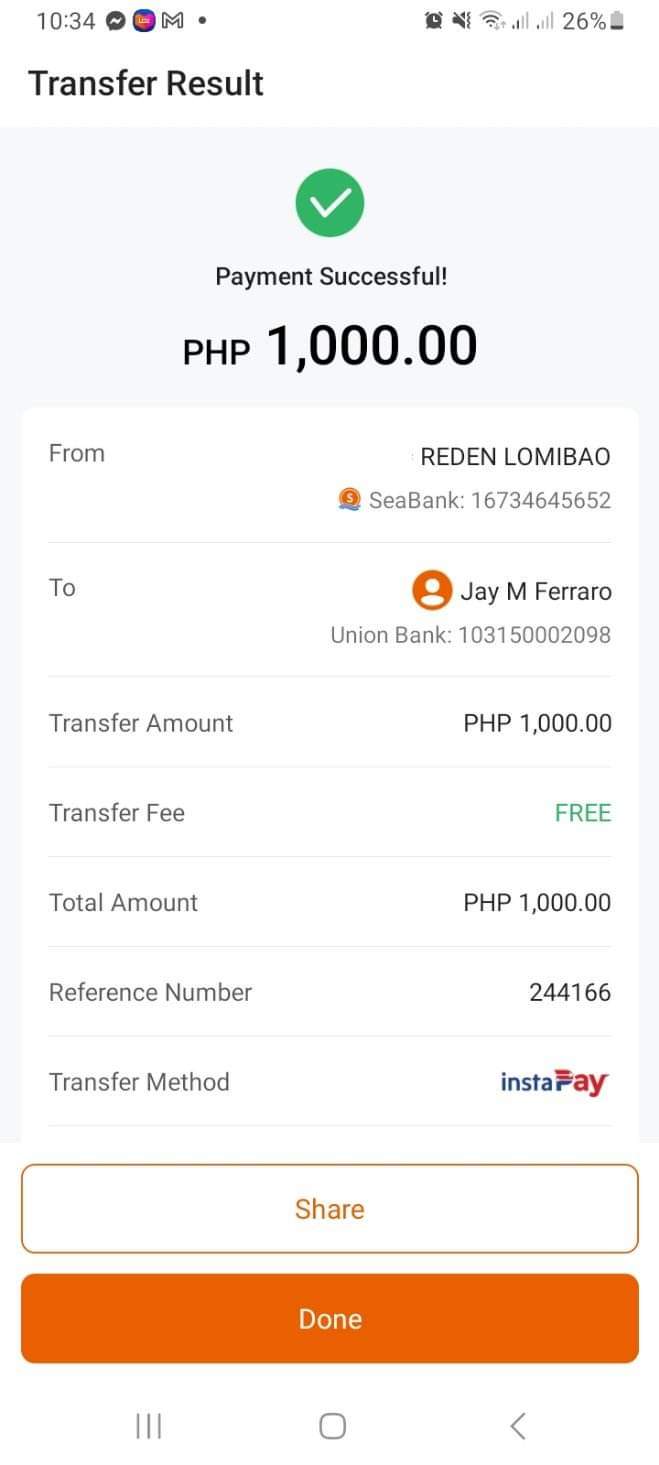 10:34
26%
Transfer Result
Payment Successful!
PHP 1,000.00
From REDEN LOMIBAO
SeaBank: 16734645652
To Jay M Ferraro
Union Bank: 103150002098
Transfer Amount PHP 1,000.00
Transfer Fee FREE
Total Amount PHP 1,000.00
Reference Number 244166
Transfer Method instaPay
Share
Done